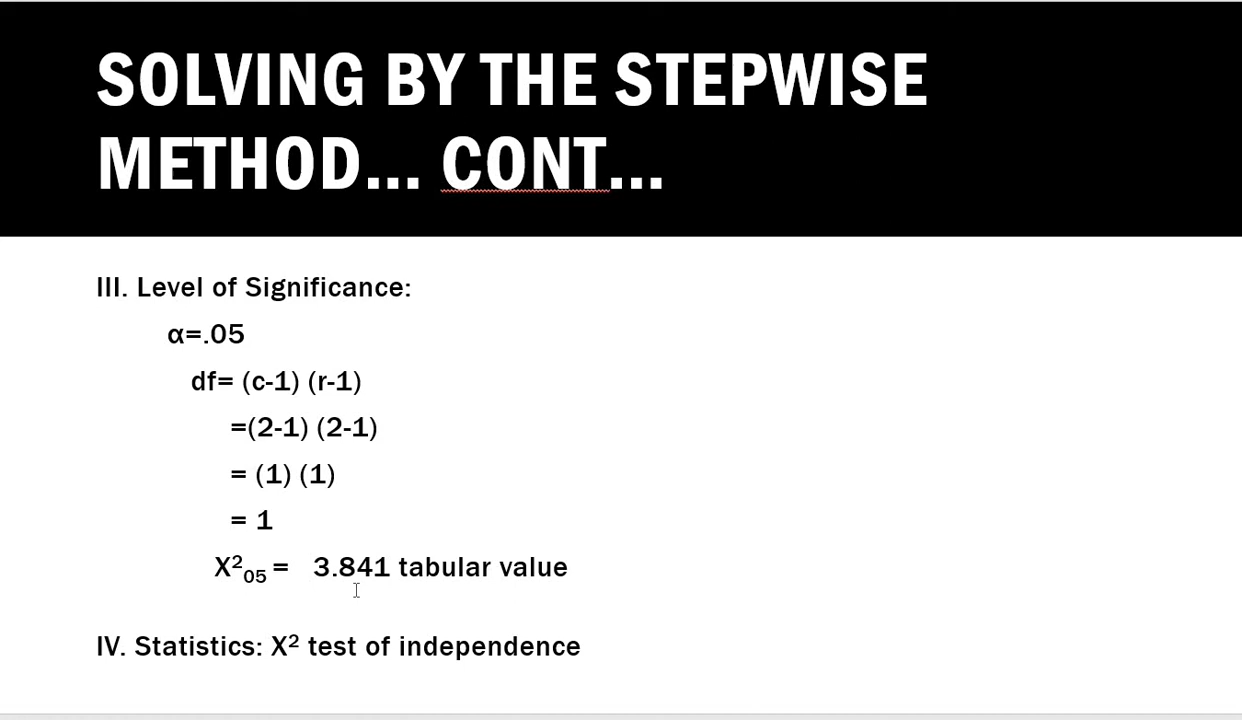 SOLVING BY THE STEPWISE
METHOD... CONT...
III. Level of Significance:
α=.05
df= (c-1) (r-1)
=(2-1) (2-1)
= (1) (1)
= 1
X²₀₅ = 3.841 tabular value
IV. Statistics: X² test of independence